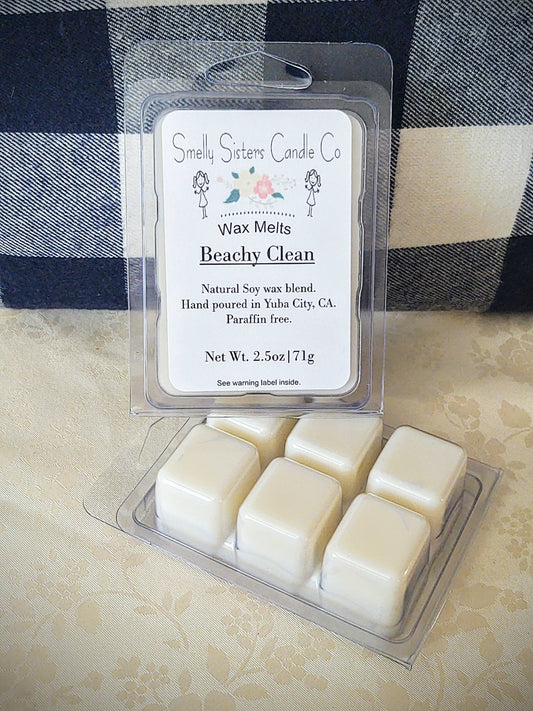 Smelly Sisters Candle Co
Wax Melts
Beachy Clean
Natural Soy wax blend.
Hand poured in Yuba City, CA.
Paraffin free.
Net Wt. 2.5oz|71g
See warning label inside.